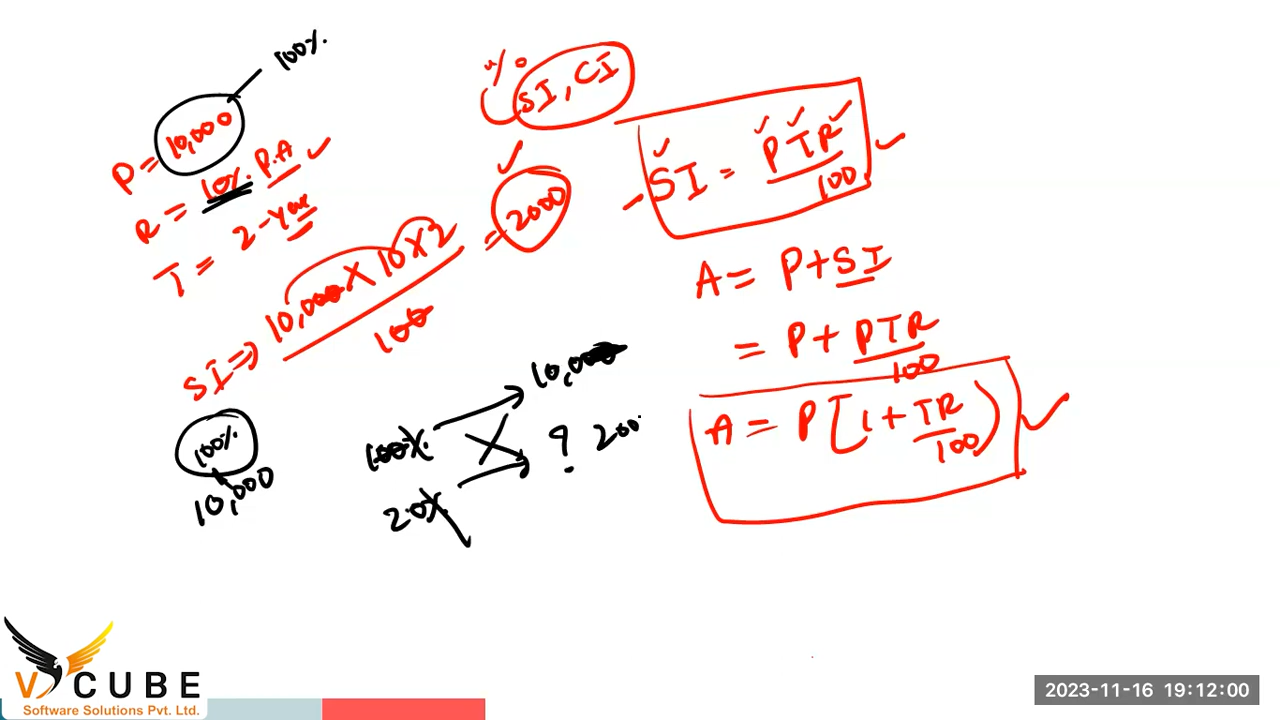 100%
P = 10,000
R = 10% P.A
T = 2-Year
SI => 10,000 X 10 X 2 / 100 = 2000
100%
10,000
100% 10,000
20% ? 200
%
SI, CI
SI = PTR / 100
A = P + SI
= P + PTR / 100
A = P [ 1 + TR / 100 )
V CUBE
Software Solutions Pvt. Ltd.
2023-11-16 19:12:00